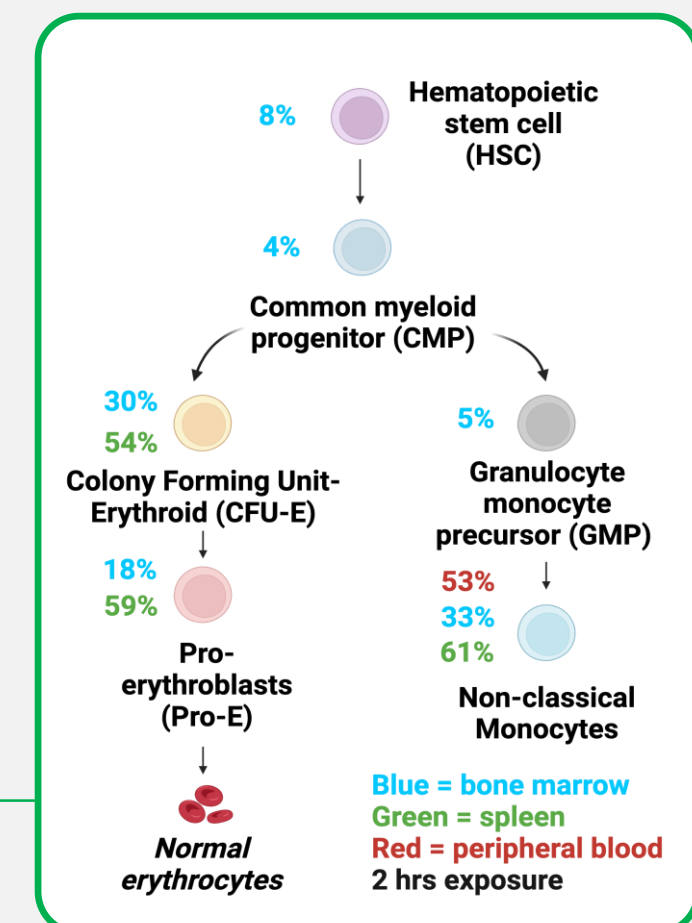 8%
Hematopoietic
stem cell
(HSC)
4%
Common myeloid
progenitor (CMP)
30%
54%
Colony Forming Unit-
Erythroid (CFU-E)
5%
Granulocyte
monocyte
precursor (GMP)
18%
59%
Pro-
erythroblasts
(Pro-E)
53%
33%
61%
Non-classical
Monocytes
Normal
erythrocytes
Blue = bone marrow
Green = spleen
Red = peripheral blood
2 hrs exposure